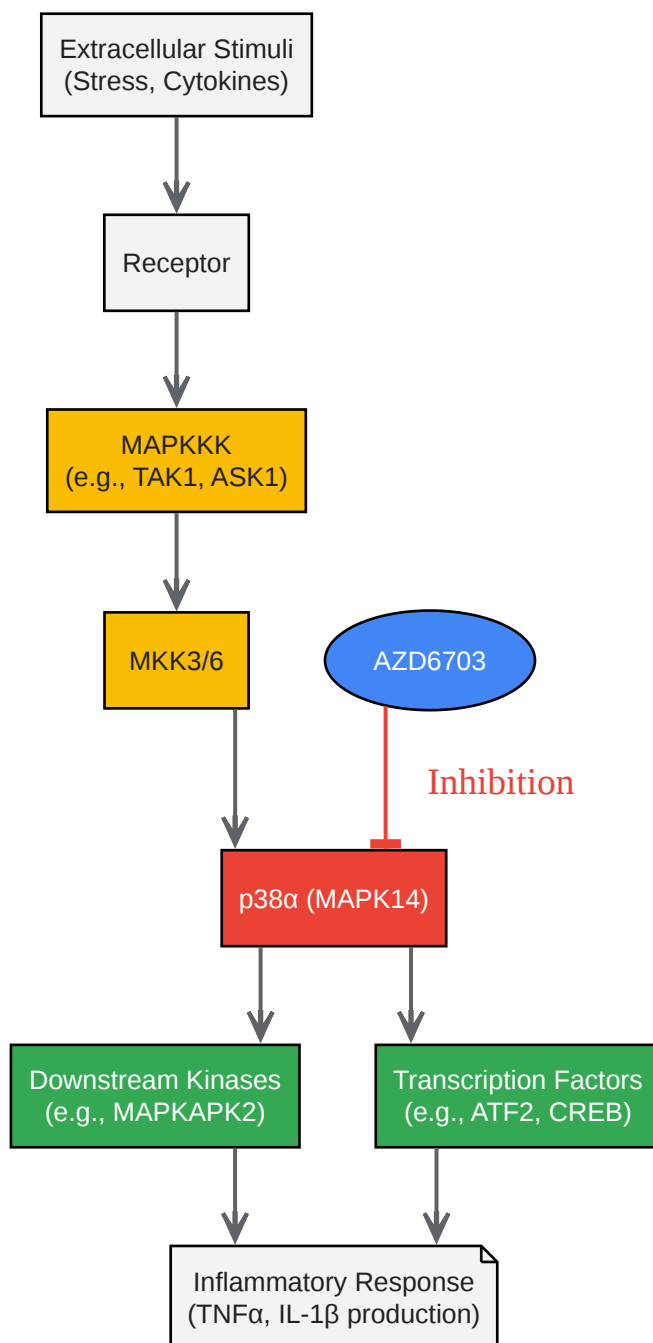 Extracellular Stimuli
(Stress, Cytokines)
Receptor
MAPKKK
(e.g., TAK1, ASK1)
MKK3/6
AZD6703
Inhibition
p38α (MAPK14)
Downstream Kinases
(e.g., MAPKAPK2)
Transcription Factors
(e.g., ATF2, CREB)
Inflammatory Response
(TNFα, IL-1β production)